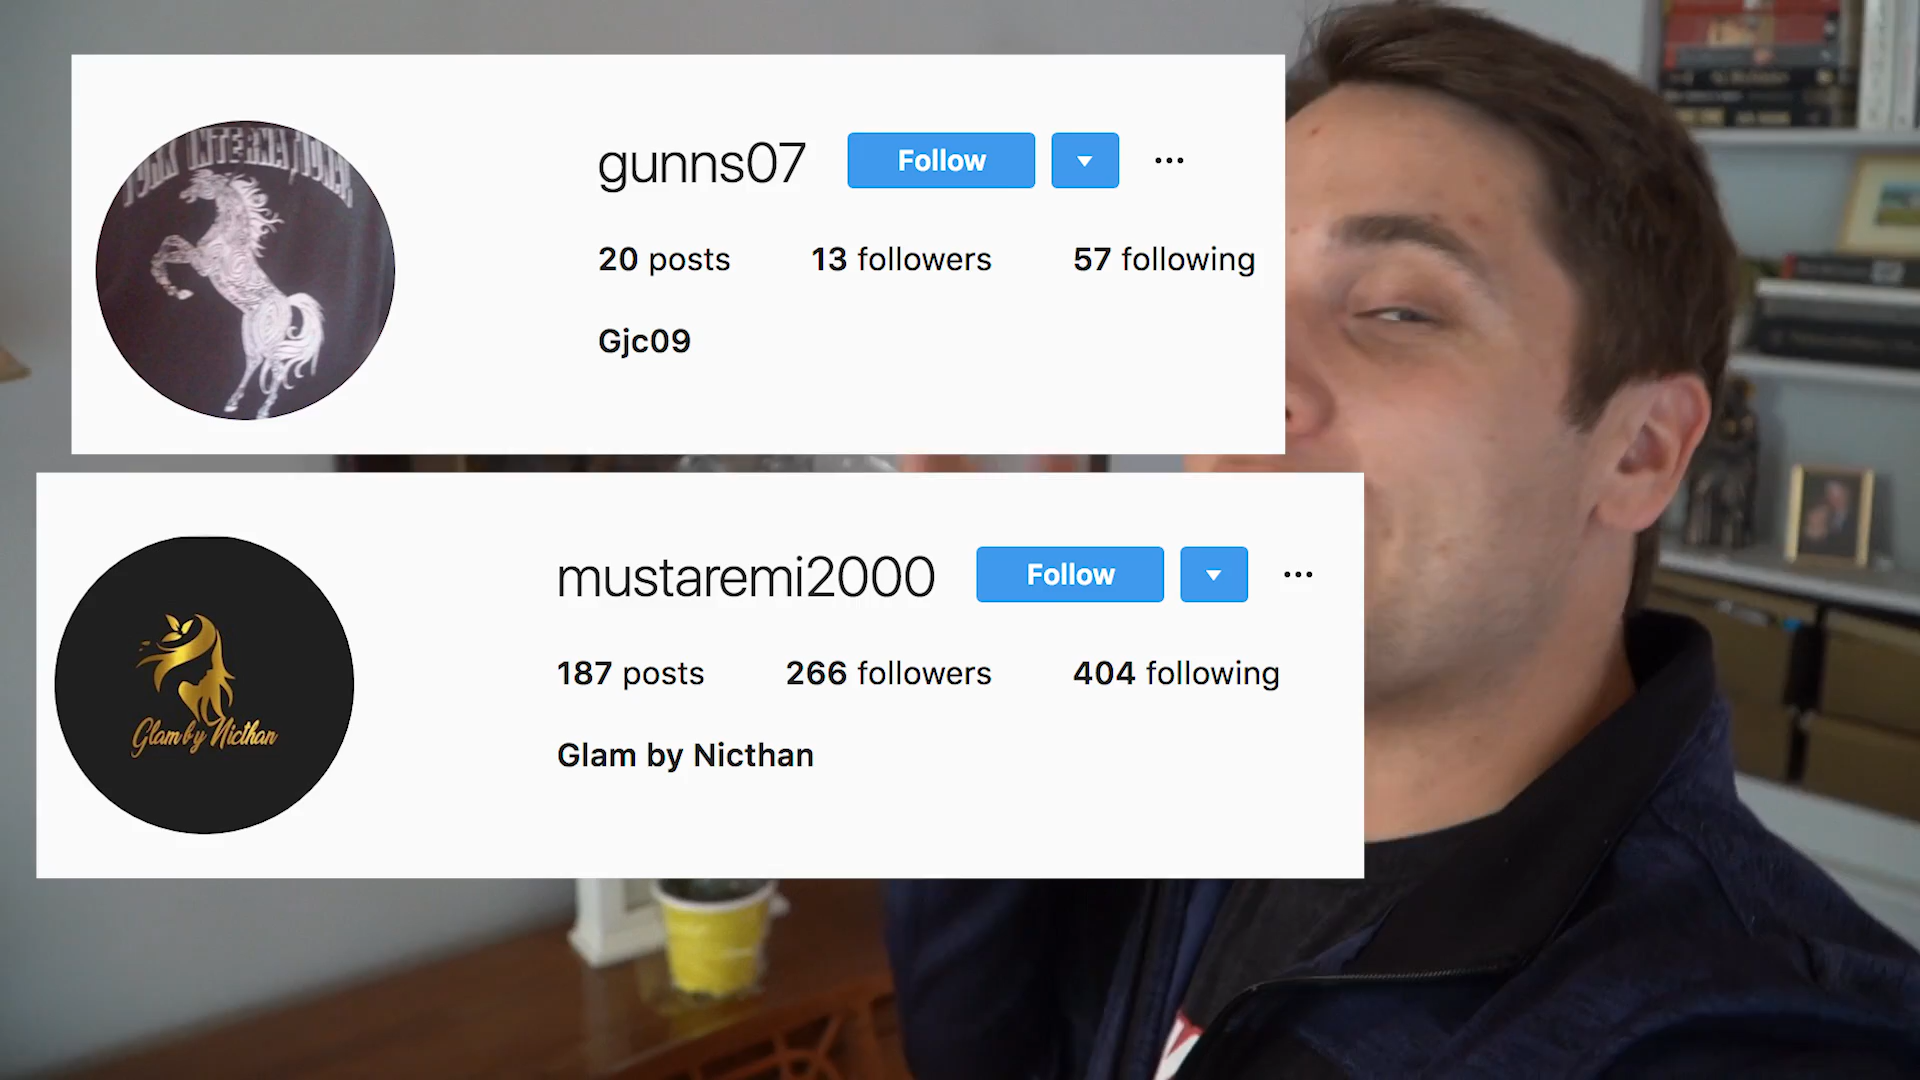 gunns07 Follow
20 posts 13 followers 57 following
Gjc09
mustaremi2000 Follow
187 posts 266 followers 404 following
Glam by Nicthan
Glam by Nicthan